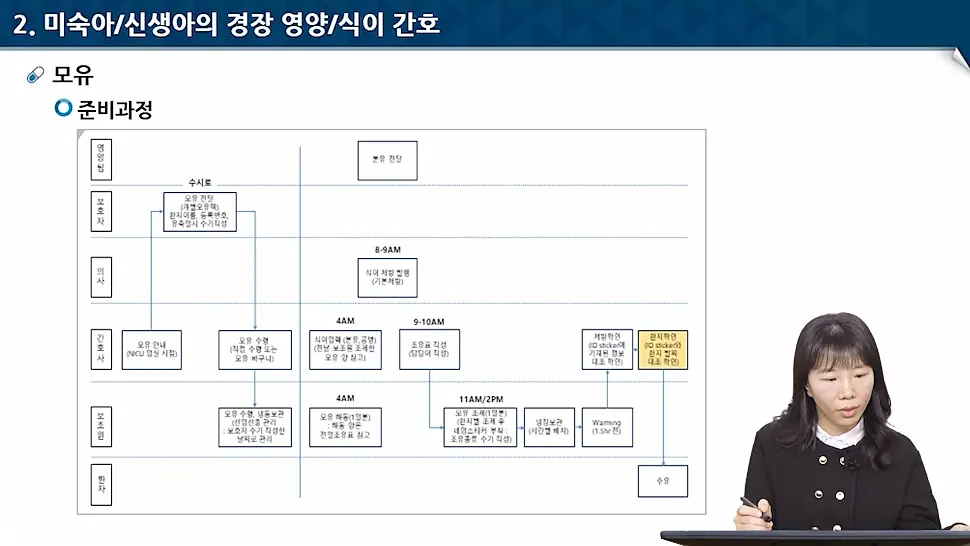 2. 미숙아/신생아의 경장 영양/식이 간호
모유
준비과정
영양팀
분유 전달
수시로
보호자
모유 전달
(개별모유팩)
환자이름, 등록번호,
유축일시 수기작성
8-9AM
의사
식이 처방 발행
(기본처방)
4AM
9-10AM
간호사
모유 안내
(NICU 입실 시점)
모유 수령
(직접 수령 또는
모유 바구니)
식이입력 (분유,공병)
(전날 보조원 조제한
모유 양 참고)
조유표 작성
(담당이 작성)
처방확인
(ID sticker에
기재된 정보
대조 확인)
환자확인
(ID sticker와
환자 팔찌
대조 확인)
4AM
11AM/2PM
보조원
모유 수령, 냉동보관
(선입선출 관리
: 보호자 수기 작성한
날짜로 관리
모유 해동(1일분)
: 해동 양은
전일조유표 참고
모유 조제(1일분)
(환자별 조제 후
네임스티커 부착 :
조유종류 수기 작성)
냉장보관
(시간별 배치)
Warming
(1.5hr 전)
환자
수유